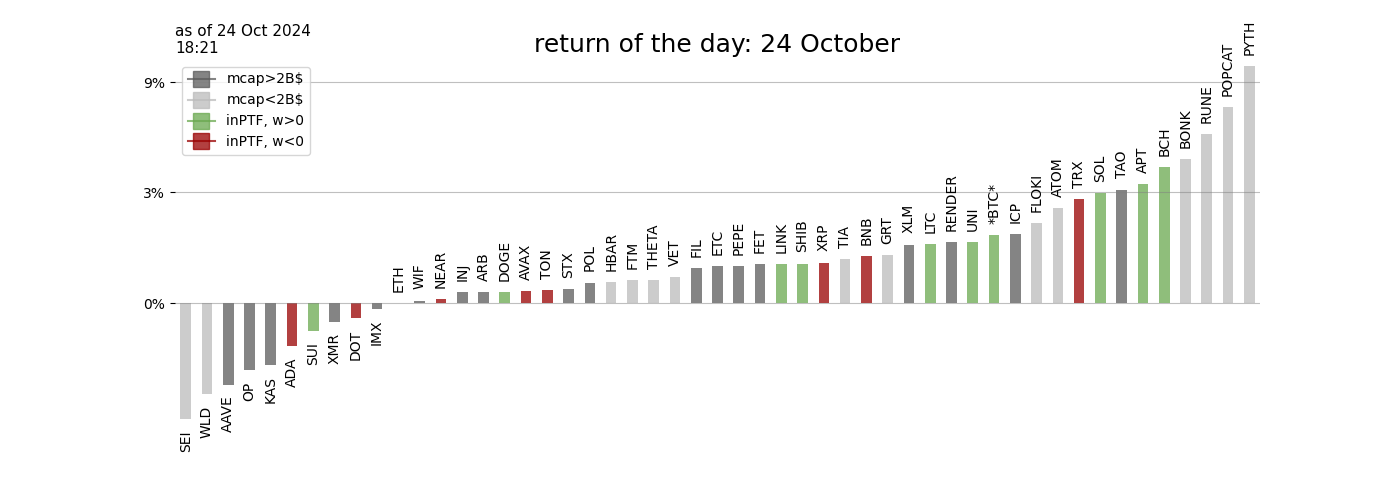 as of 24 Oct 2024
18:21
return of the day: 24 October
mcap>2B$
mcap<2B$
inPTF, w>0
inPTF, w<0
9%
3%
0%
SEI
WLD
AAVE
OP
KAS
ADA
SUI
XMR
DOT
IMX
ETH
WIF
NEAR
INJ
ARB
DOGE
AVAX
TON
STX
POL
HBAR
FTM
THETA
VET
FIL
ETC
PEPE
FET
LINK
SHIB
XRP
TIA
BNB
GRT
XLM
LTC
RENDER
UNI
*BTC*
ICP
FLOKI
ATOM
TRX
SOL
TAO
APT
BCH
BONK
RUNE
POPCAT
PYTH